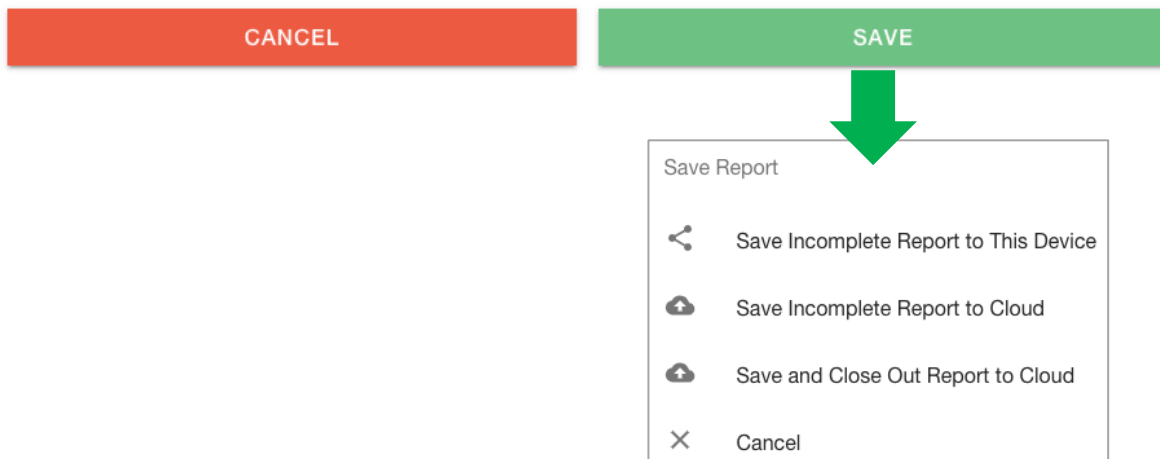 CANCEL
SAVE
Save Report
Save Incomplete Report to This Device
Save Incomplete Report to Cloud
Save and Close Out Report to Cloud
Cancel